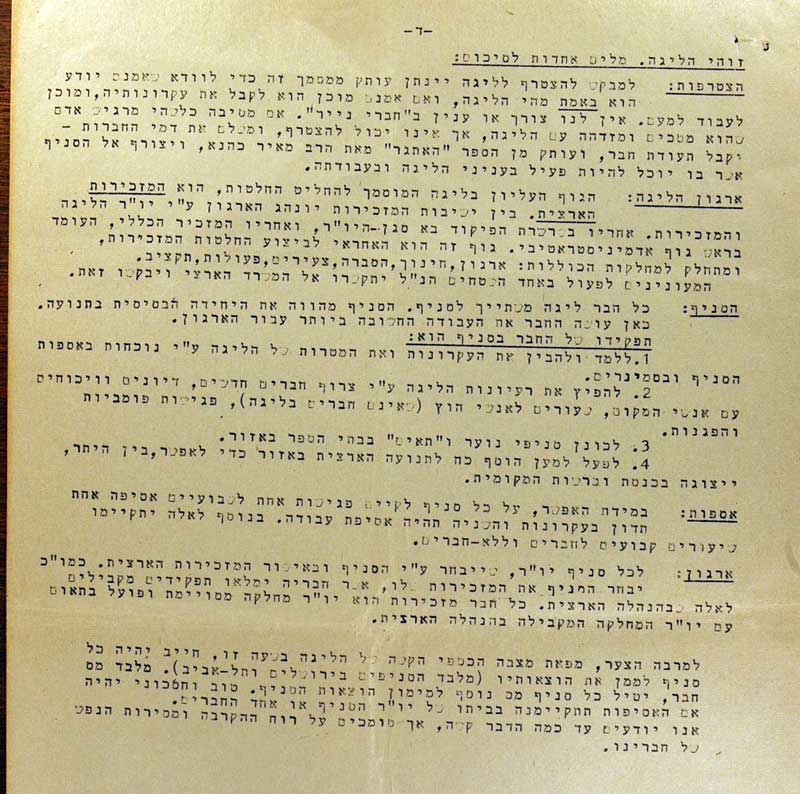 -ד-
זוהי הליגה. מלים אחדות לסיכום:
הצטרפות: למבקש להצטרף לליגה יינתן עותק ממסמך זה כדי לוודא שאמנם יודע
הוא באמת מהי הליגה, ואם אמנם מוכן הוא לקבל את עקרונותיה,ומוכן
לעבוד למענם. אין לנו צורך או ענין ב"חברי נייר". אם מסיבה כלשהי מרגיש אדם
שהוא מסכים ומזדהה עם הליגה, אך אינו יכול להצטרף, ומשלם את דמי החברות -
יקבל תעודת חבר, ועותק מן הספר "האתגר" מאת הרב מאיר כהנא, ויצורף אל הסניף
אשר בו יוכל להיות פעיל בעניני הליגה ובעבודתה.
ארגון הליגה: הגוף העליון בליגה המוסמך להחליט החלטות, הוא המזכירות
הארצית. בין ישיבות המזכירות יונהג הארגון ע"י יו"ר הליגה
והמזכירות. אחריו בשרשרת הפיקוד בא סגן-היו"ר, ואחריו המזכיר הכללי, העומד
בראש גוף אדמיניסטראטיבי. גוף זה הוא האחראי לביצוע החלטות המזכירות,
ומתחלק למחלקות הכוללות: ארגון,חינוך,הסברה,צעירים,פעולות,תקציב.
המעונינים לפעול באחד השטחים הנ"ל יתקשרו אל המשרד הארצי ויבקשו זאת.
הסניף: כל חבר ליגה משתייך לסניף. הסניף מהווה את היחידה הבסיסית בתנועה.
כאן עושה החבר את העבודה החשובה ביותר עבור הארגון.
תפקידו של החבר בסניף הוא:
1.ללמד ולהבין את העקרונות ואת המטרות של הליגה ע"י נוכחות באספות
הסניף ובסמינרים.
2. להפיץ את רעיונות הליגה ע"י צרוף חברים חדשים, דיונים וויכוחים
עם אנשי המקום, שעורים לאנשי חוץ (שאינם חברים בליגה), פגישות פומביות
והפגנות.
3. לכונן סניפי נוער ו"תאים" בבתי הספר באזור.
4. לפעל למען הוסף כח לתנועה הארצית באזור כדי לאפשר,בין היתר,
ייצוגה בכנסת וברשות המקומית.
אספות: במידת האפשר, על כל סניף לקיים פגישות אחת לשבועיים אסיפה אחת
תדון בעקרונות והשניה תהיה אסיפת עבודה. בנוסף לאלה יתקיימו
שיעורים קבועים לחברים וללא-חברים.
ארגון: לכל סניף יו"ר, שייבחר ע"י הסניף ובאישור המזכירות הארצית. כמו"כ
יבחר הסניף את המזכירות שלו, אשר חבריה ימלאו תפקידים מקבילים
לאלה שבהנהלה הארצית. כל חבר מזכירות הוא יו"ר מחלקה מסויימת ופועל בתאום
עם יו"ר המחלקה המקבילה בהנהלה הארצית.
למרבה הצער, מפאת מצבה הכספי הקשה של הליגה בשעה זו, חייב יהיה כל
סניף לממן את הוצאותיו (מלבד הסניפים בירושלים ותל-אביב). מלבד מס
חבר, יטיל כל סניף מס נוסף למימון הוצאות הסניף. טוב וחסכוני יהיה
אם האסיפות תתקיימנה בביתו של יו"ר הסניף או אחד החברים.
אנו יודעים עד כמה הדבר קשה, אך סומכים על רוח ההקרבה ומסירות הנפש
של חברינו.